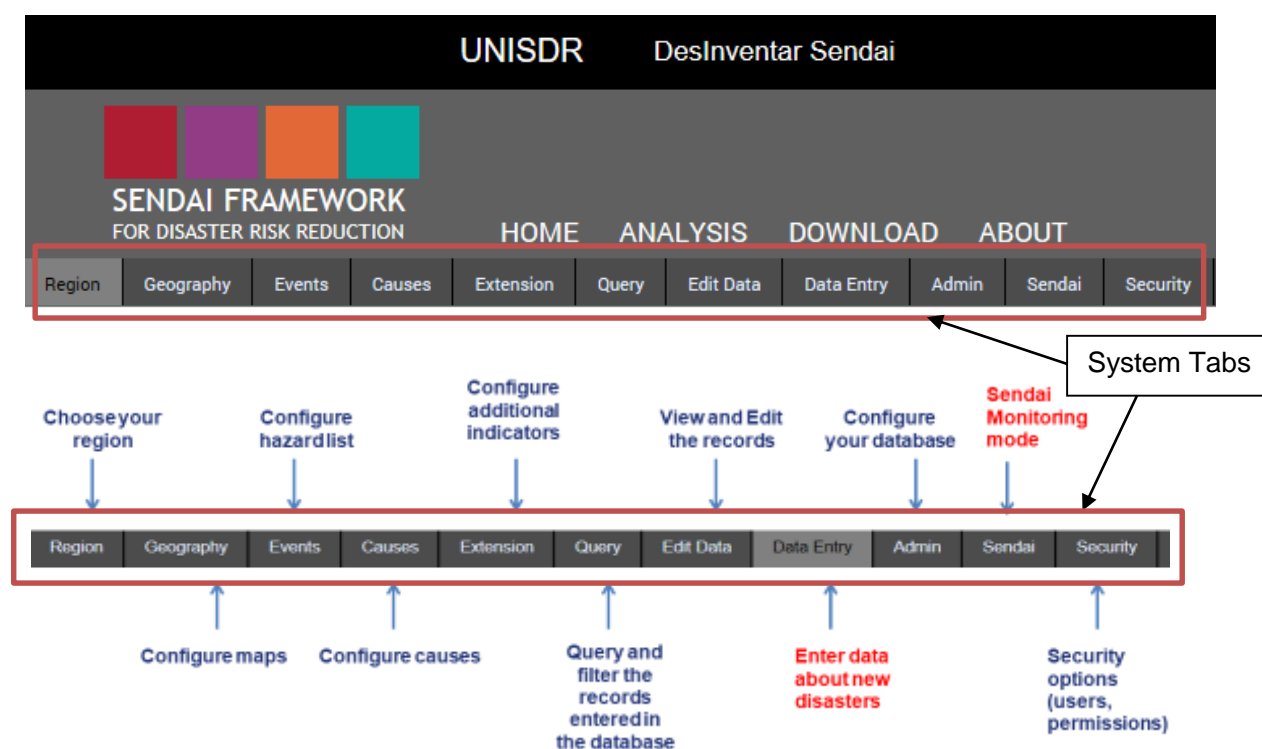 UNISDR DesInventar Sendai
SENDAI FRAMEWORK
FOR DISASTER RISK REDUCTION
HOME ANALYSIS DOWNLOAD ABOUT
Region Geography Events Causes Extension Query Edit Data Data Entry Admin Sendai Security
System Tabs
Choose your
region
Configure
hazard list
Configure
additional
indicators
View and Edit
the records
Configure
your database
Sendai
Monitoring
mode
Region Geography Events Causes Extension Query Edit Data Data Entry Admin Sendai Security
Configure maps
Configure causes
Query and
filter the
records
entered in
the database
Enter data
about new
disasters
Security
options
(users,
permissions)